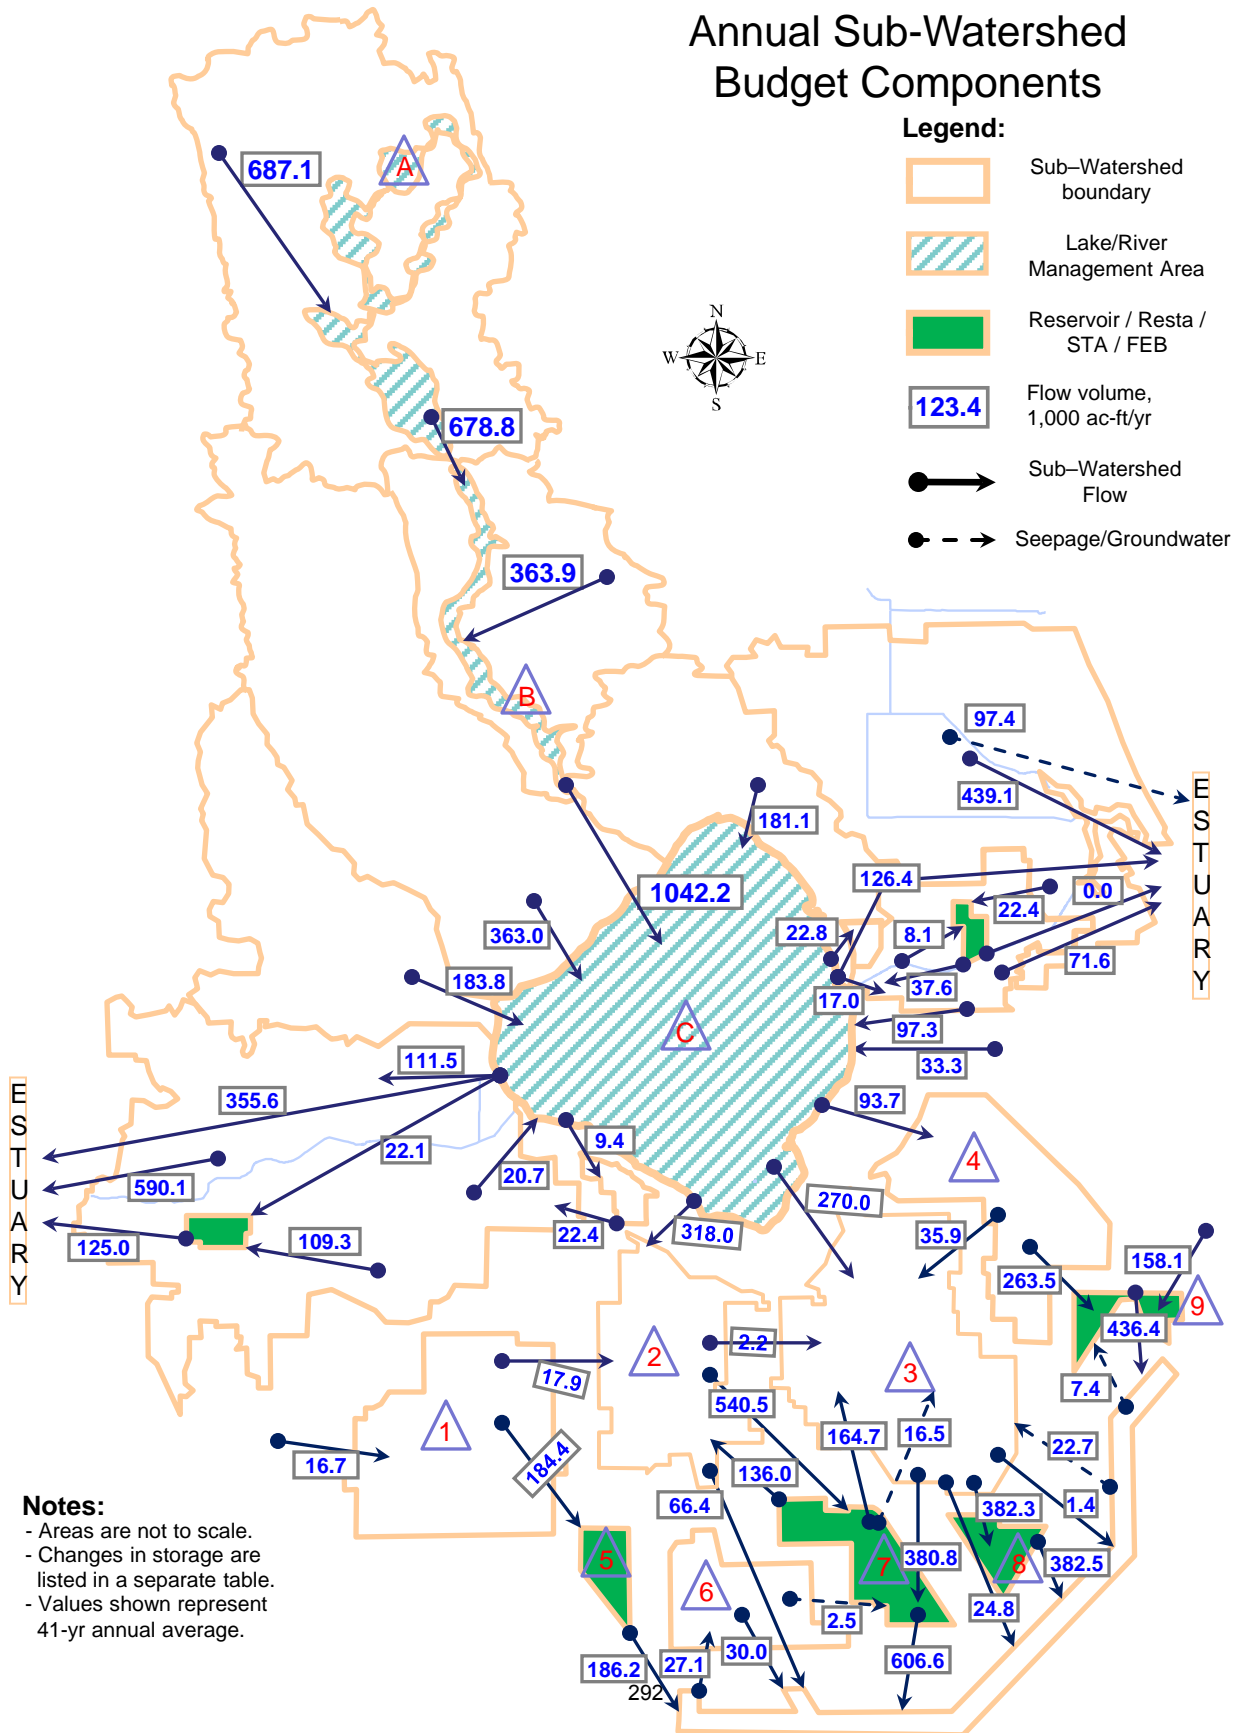 Annual Sub-Watershed
Budget Components
Legend:
Sub–Watershed
boundary
Lake/River
Management Area
Reservoir / Resta /
STA / FEB
123.4
Flow volume,
1,000 ac-ft/yr
Sub–Watershed
Flow
Seepage/Groundwater
N
W
E
S
687.1
A
678.8
363.9
B
97.4
439.1
ESTUARY
181.1
126.4
0.0
1042.2
22.4
363.0
22.8
8.1
71.6
183.8
37.6
17.0
C
97.3
33.3
111.5
355.6
93.7
ESTUARY
22.1
9.4
4
590.1
20.7
270.0
125.0
109.3
22.4
318.0
35.9
158.1
263.5
9
436.4
2
2.2
3
17.9
7.4
540.5
1
164.7
16.5
22.7
16.7
184.4
136.0
66.4
382.3
1.4
Notes:
- Areas are not to scale.
- Changes in storage are
listed in a separate table.
- Values shown represent
41-yr annual average.
5
6
7
380.8
8
382.5
24.8
2.5
30.0
27.1
186.2
606.6
292